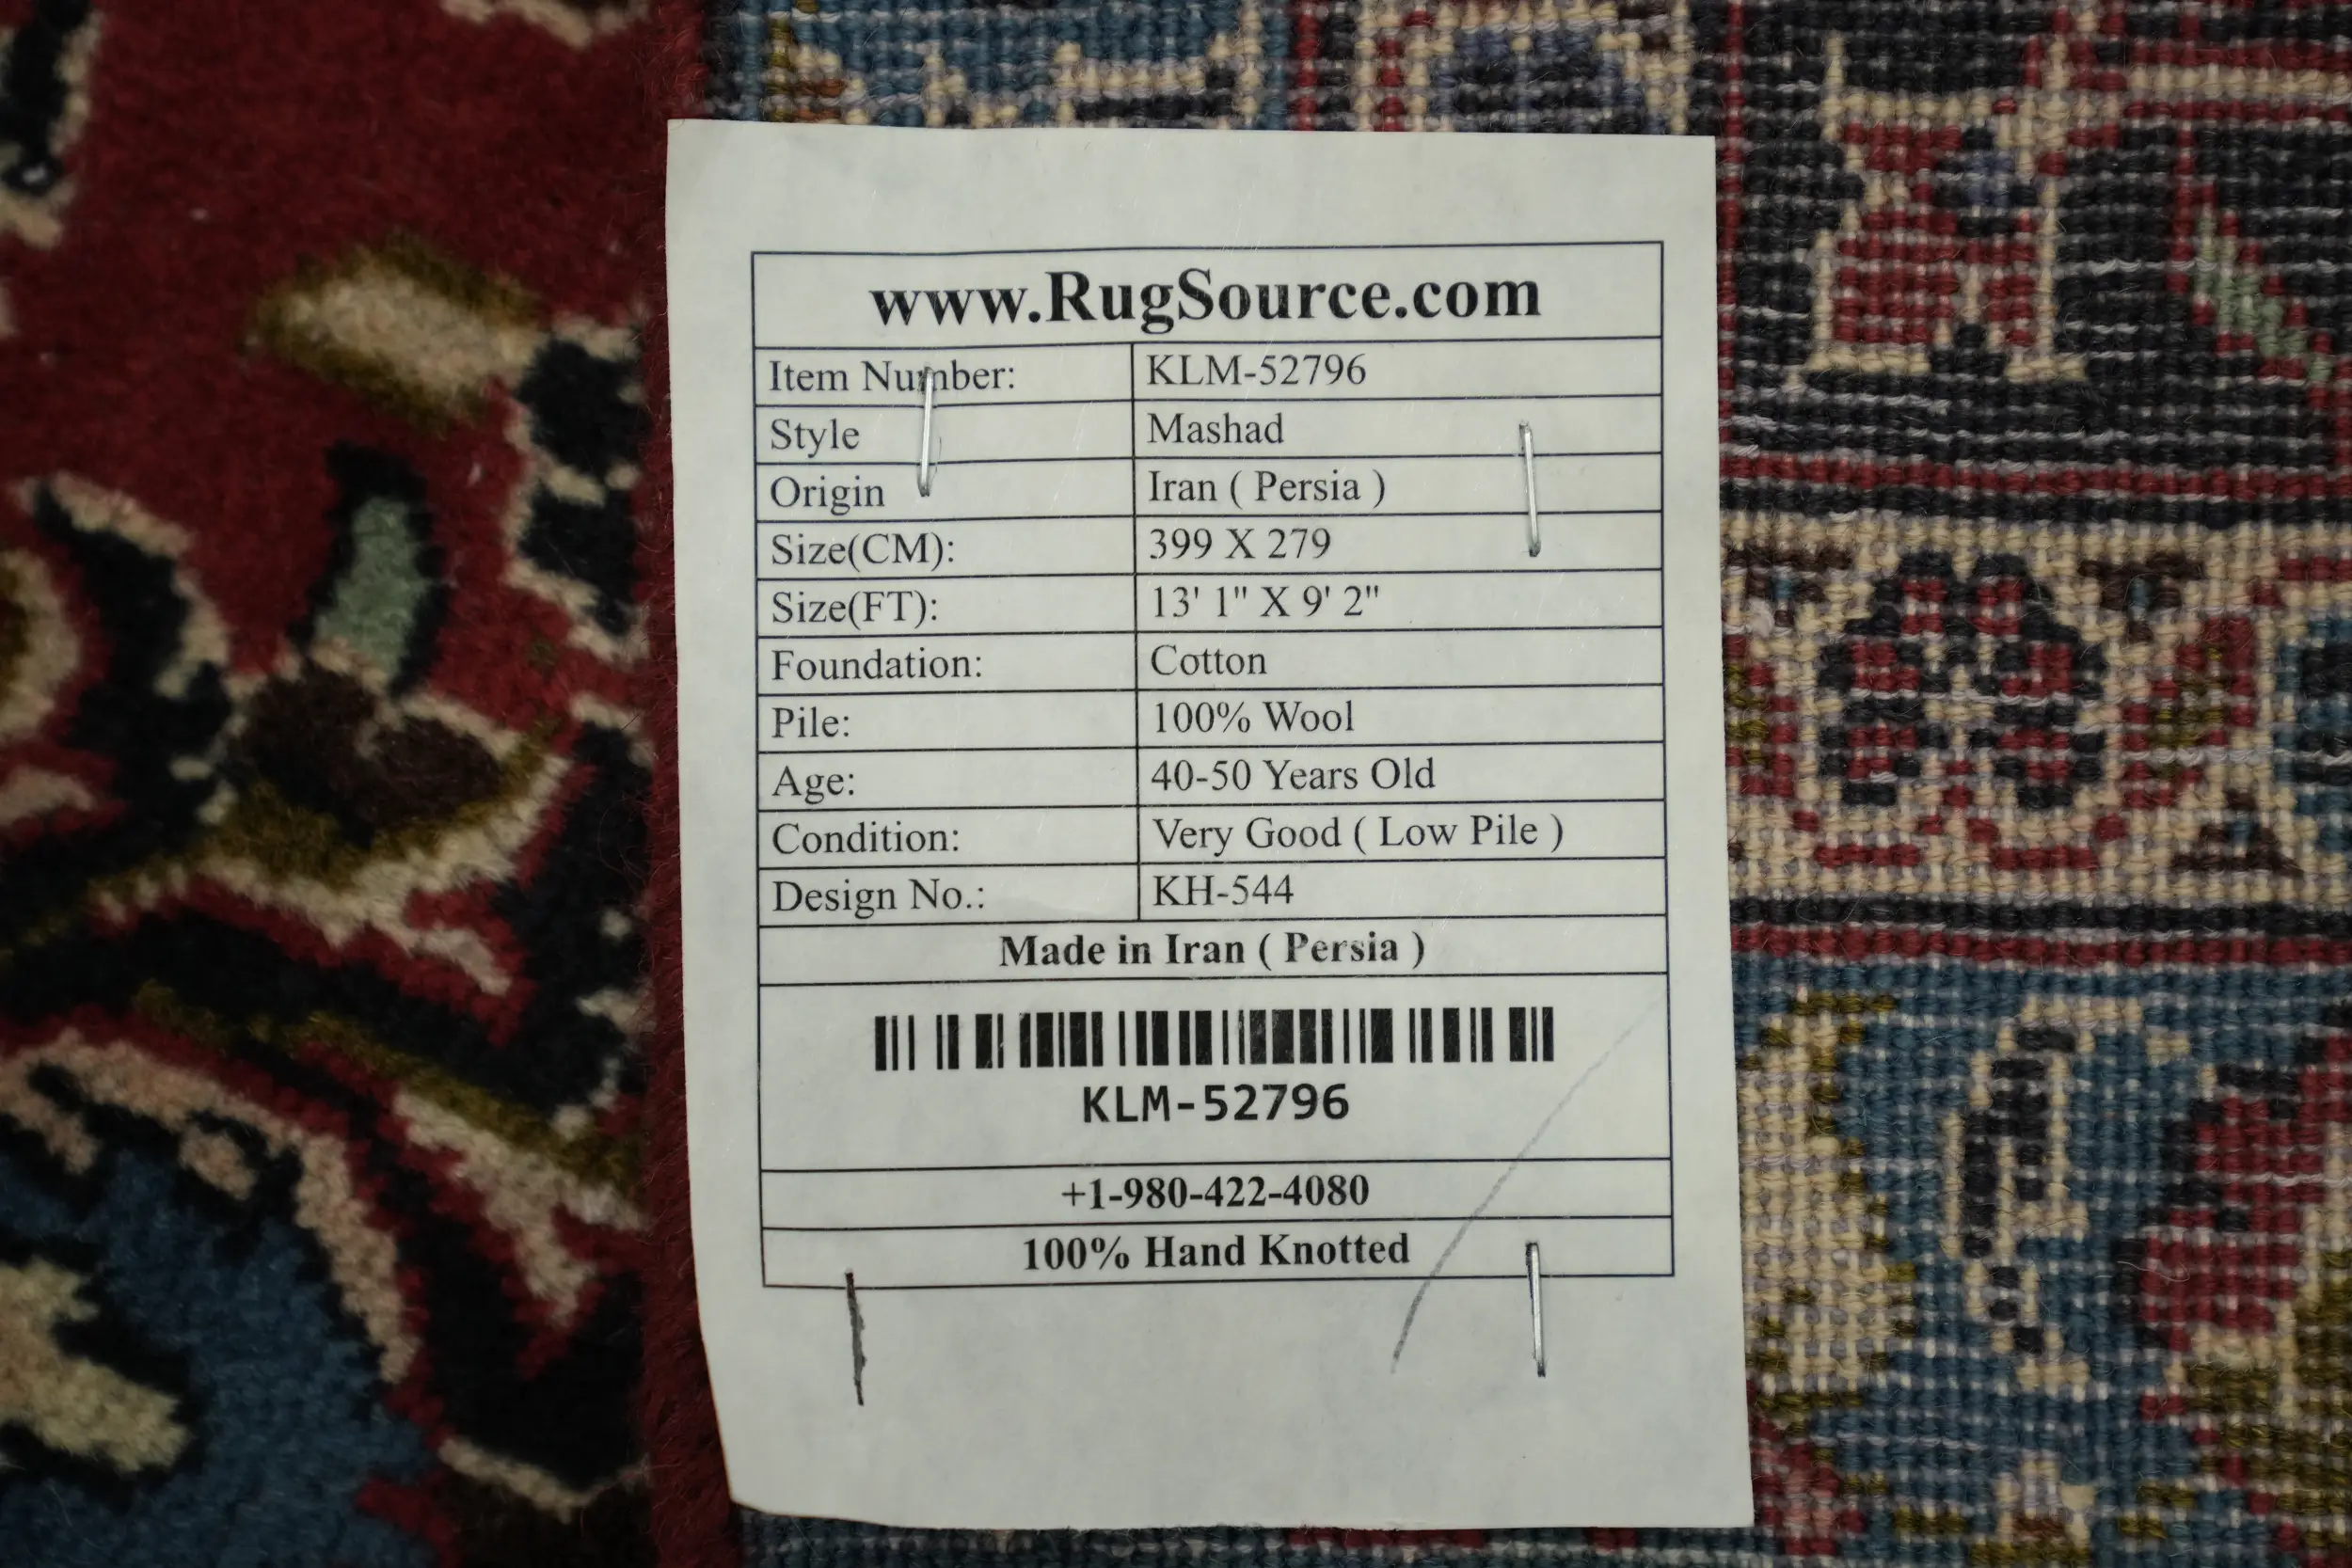 www.RugSource.com
Item Number: KLM-52796
Style Mashad
Origin Iran ( Persia )
Size(CM): 399 X 279
Size(FT): 13' 1" X 9' 2"
Foundation: Cotton
Pile: 100% Wool
Age: 40-50 Years Old
Condition: Very Good ( Low Pile )
Design No.: KH-544
Made in Iran ( Persia )
KLM-52796
+1-980-422-4080
100% Hand Knotted